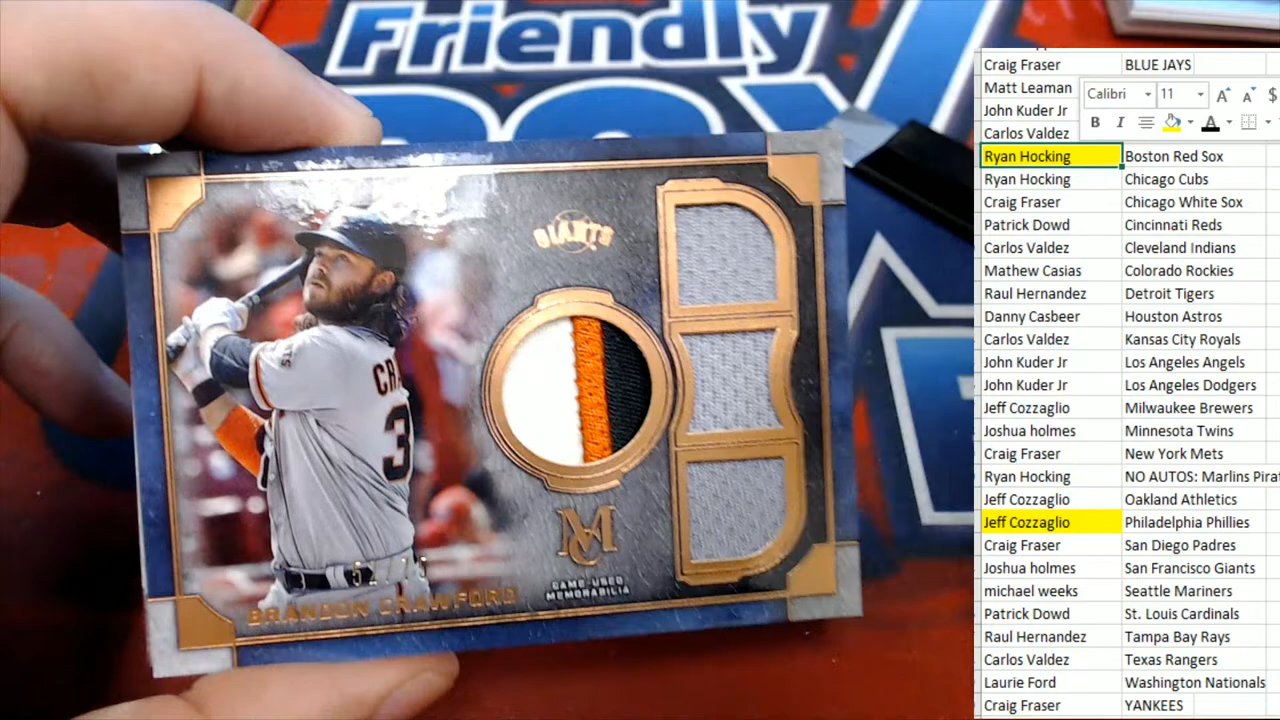 Friendly
BOX
GIANTS
CR
3
M
GAME-USED
MEMORABILIA
BRANDON CRAWFORD
Craig Fraser BLUE JAYS
Matt Leaman
John Kuder Jr
Carlos Valdez
Calibri 11 A A $
B I A
Ryan Hocking Boston Red Sox
Ryan Hocking Chicago Cubs
Craig Fraser Chicago White Sox
Patrick Dowd Cincinnati Reds
Carlos Valdez Cleveland Indians
Mathew Casias Colorado Rockies
Raul Hernandez Detroit Tigers
Danny Casbeer Houston Astros
Carlos Valdez Kansas City Royals
John Kuder Jr Los Angeles Angels
John Kuder Jr Los Angeles Dodgers
Jeff Cozzaglio Milwaukee Brewers
Joshua holmes Minnesota Twins
Craig Fraser New York Mets
Ryan Hocking NO AUTOS: Marlins Pirat
Jeff Cozzaglio Oakland Athletics
Jeff Cozzaglio Philadelphia Phillies
Craig Fraser San Diego Padres
Joshua holmes San Francisco Giants
michael weeks Seattle Mariners
Patrick Dowd St. Louis Cardinals
Raul Hernandez Tampa Bay Rays
Carlos Valdez Texas Rangers
Laurie Ford Washington Nationals
Craig Fraser YANKEES